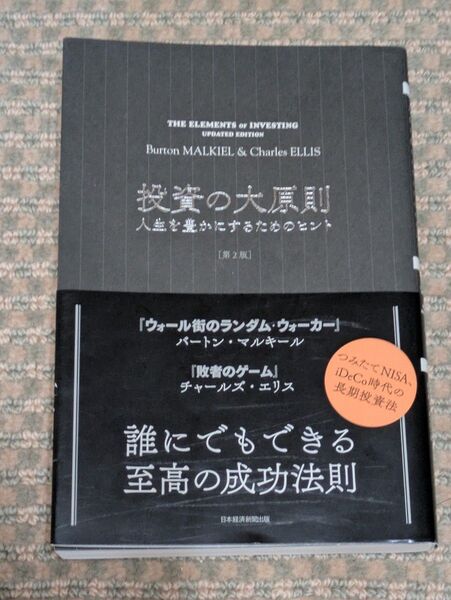 THE ELEMENTS OF INVESTING
UPDATED EDITION
Burton MALKIEL & Charles ELLIS
投資の大原則
人生を豊かにするためのヒント
[第2版]
『ウォール街のランダム・ウォーカー』
バートン・マルキール
『敗者のゲーム』
チャールズ・エリス
つみたてNISA、
iDeCo時代の
長期投資法
誰にでもできる
至高の成功法則
日本経済新聞出版